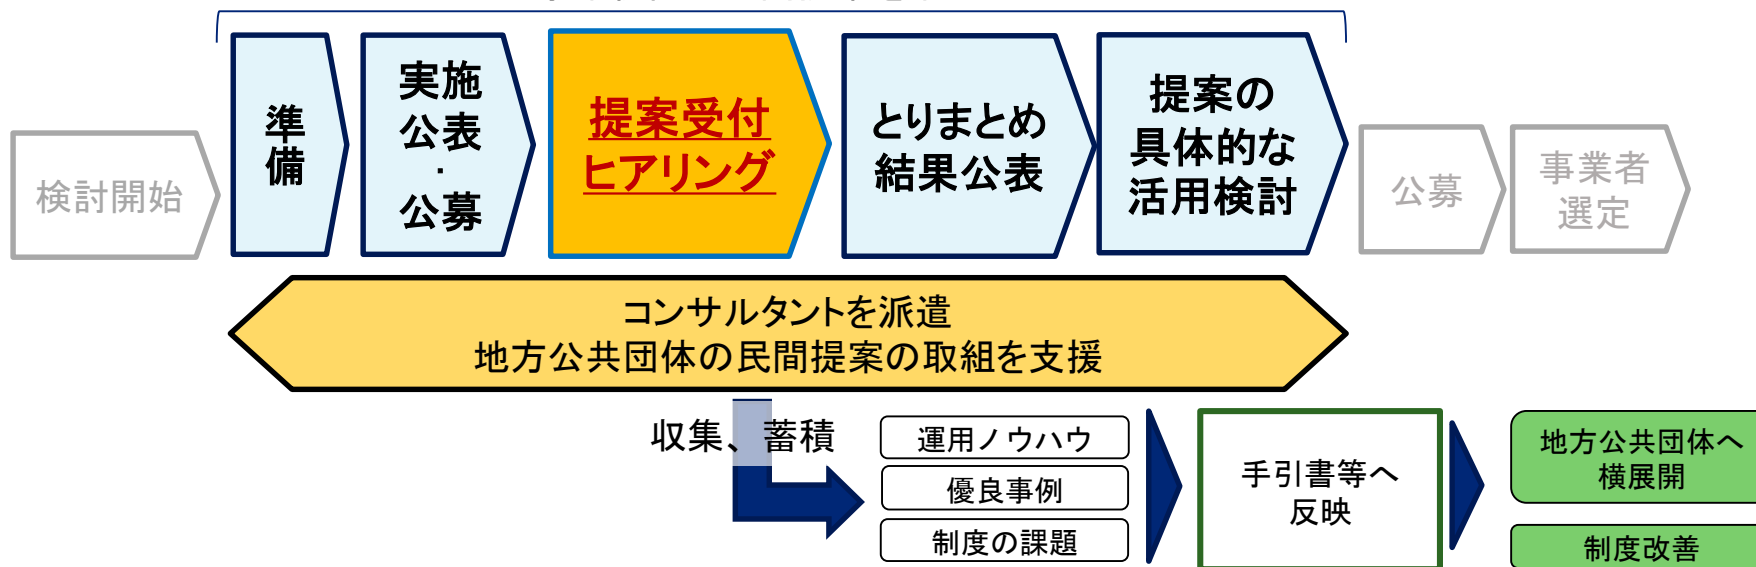 検討開始
準
備
実施
公表
・
公募
提案受付
ヒアリング
とりまとめ
結果公表
提案の
具体的な
活用検討
公募
事業者
選定
コンサルタントを派遣
地方公共団体の民間提案の取組を支援
収集、蓄積
運用ノウハウ
優良事例
制度の課題
手引書等へ
反映
地方公共団体へ
横展開
制度改善